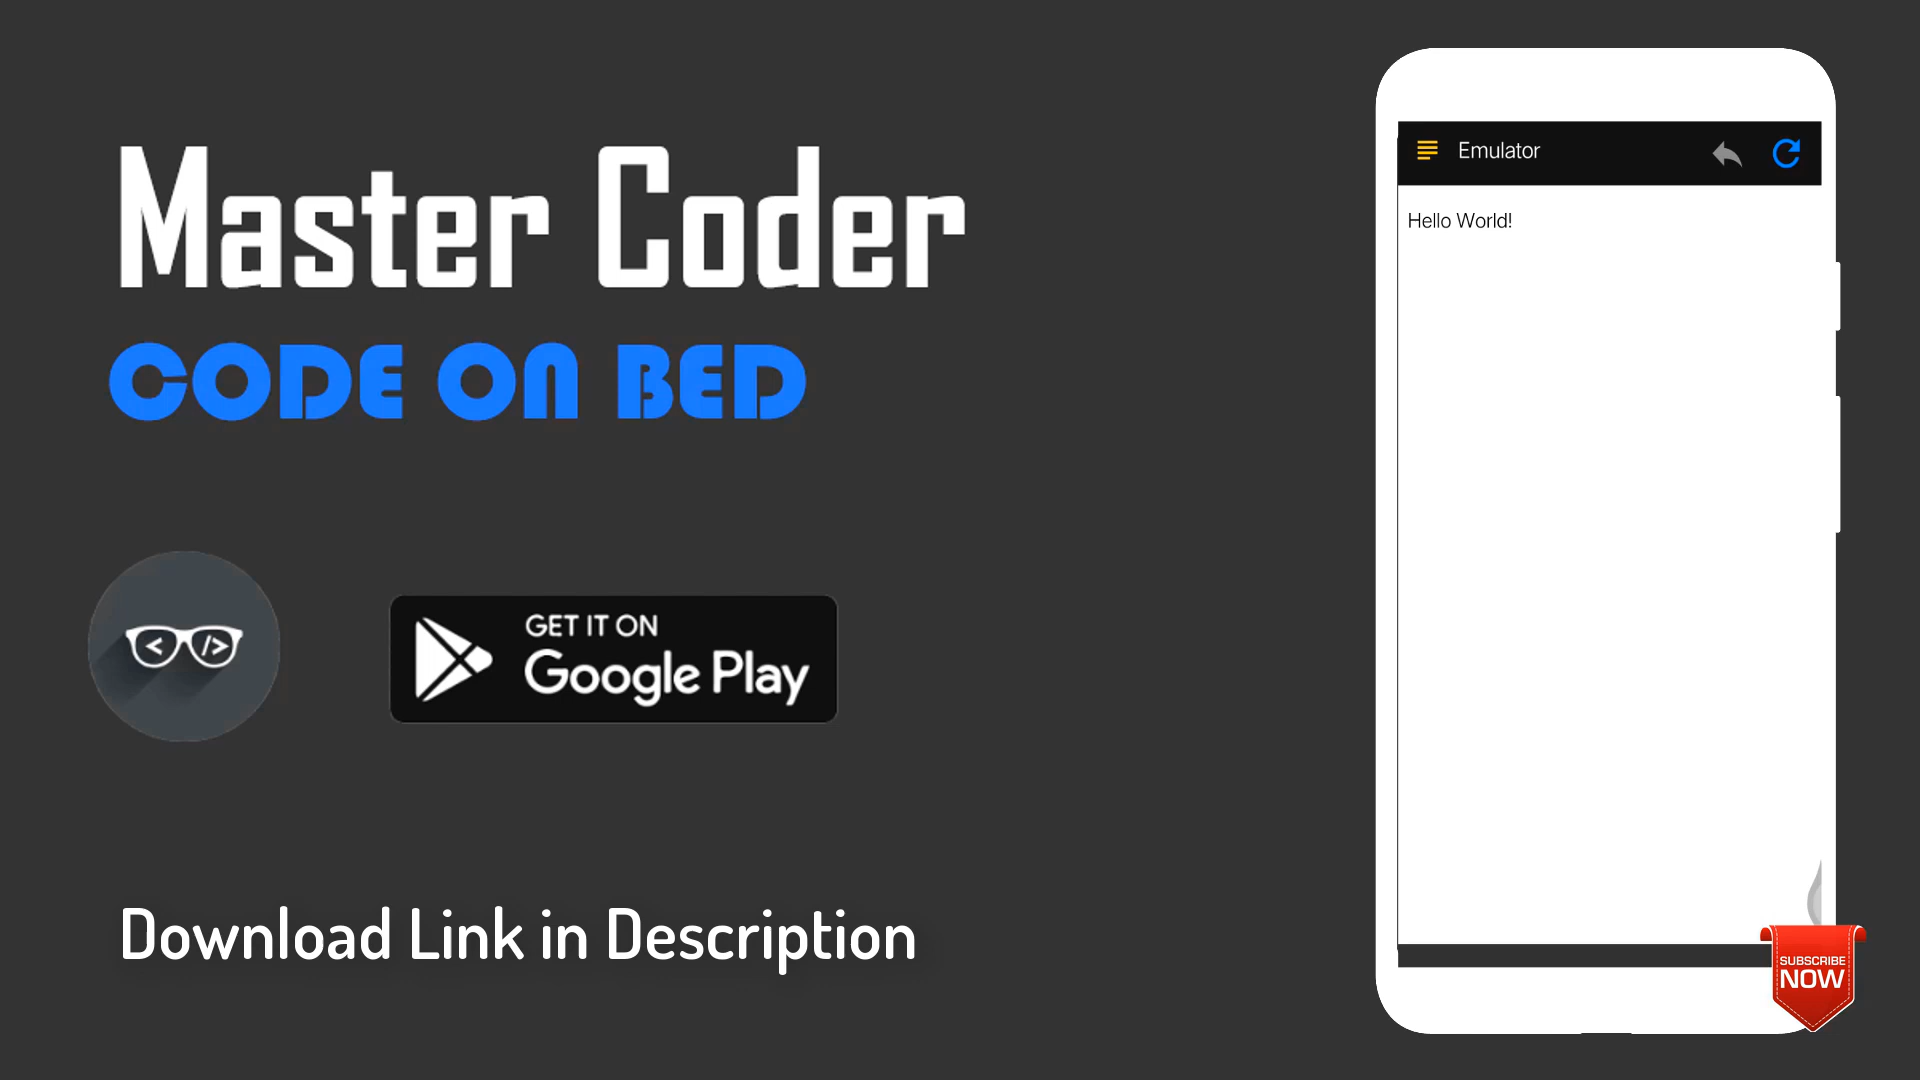 Master Coder
CODE ON BED
< />
GET IT ON
Google Play
Download Link in Description
Emulator
Hello World!
SUBSCRIBE
NOW